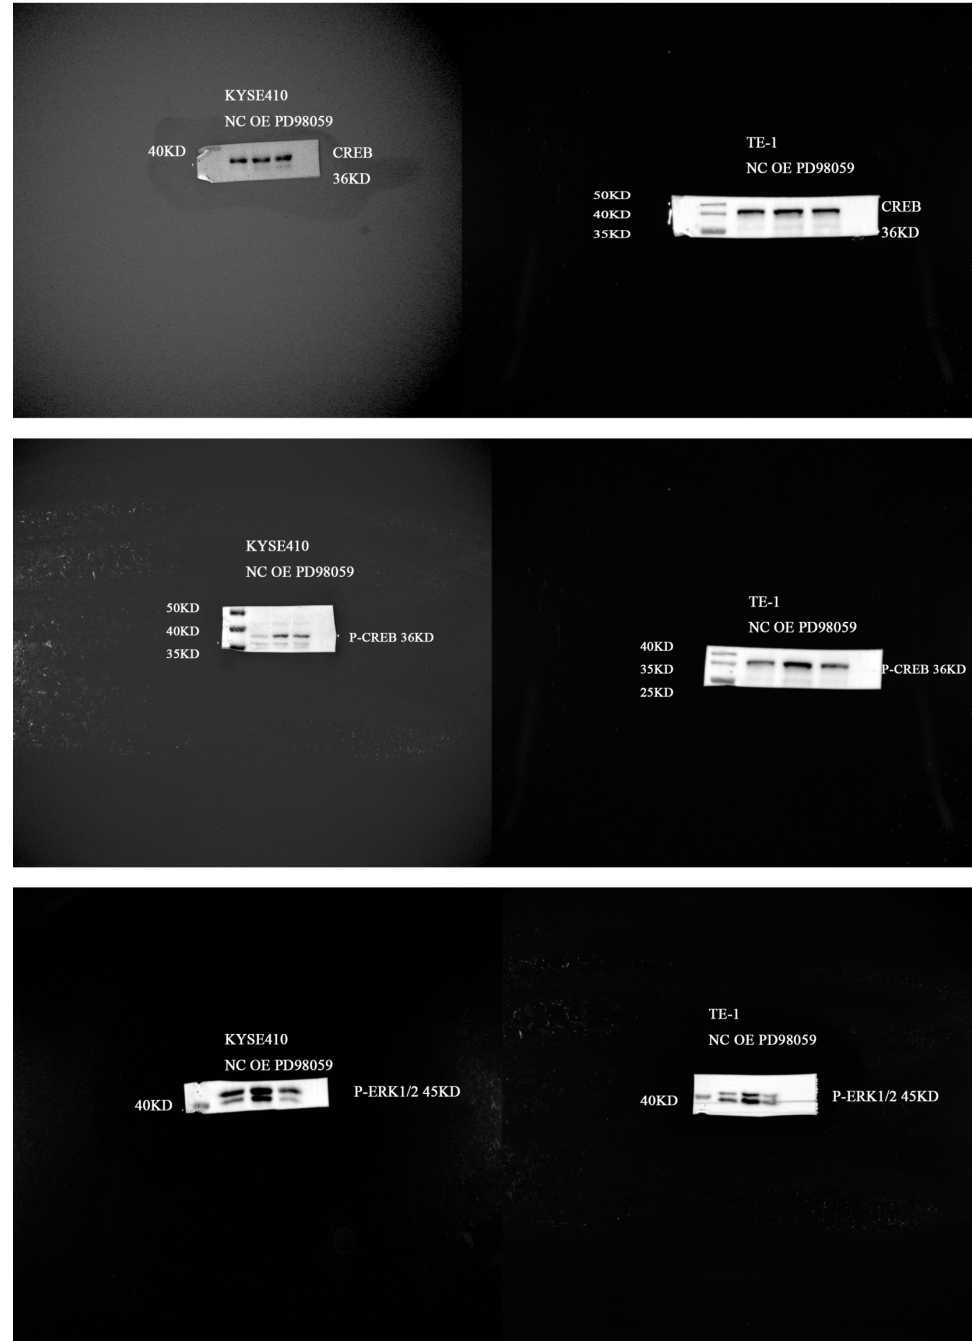 KYSE410
NC OE PD98059
40KD
CREB
36KD
TE-1
NC OE PD98059
50KD
40KD
35KD
CREB
36KD
KYSE410
NC OE PD98059
50KD
40KD
35KD
P-CREB 36KD
TE-1
NC OE PD98059
40KD
35KD
25KD
P-CREB 36KD
KYSE410
NC OE PD98059
40KD
P-ERK1/2 45KD
TE-1
NC OE PD98059
40KD
P-ERK1/2 45KD